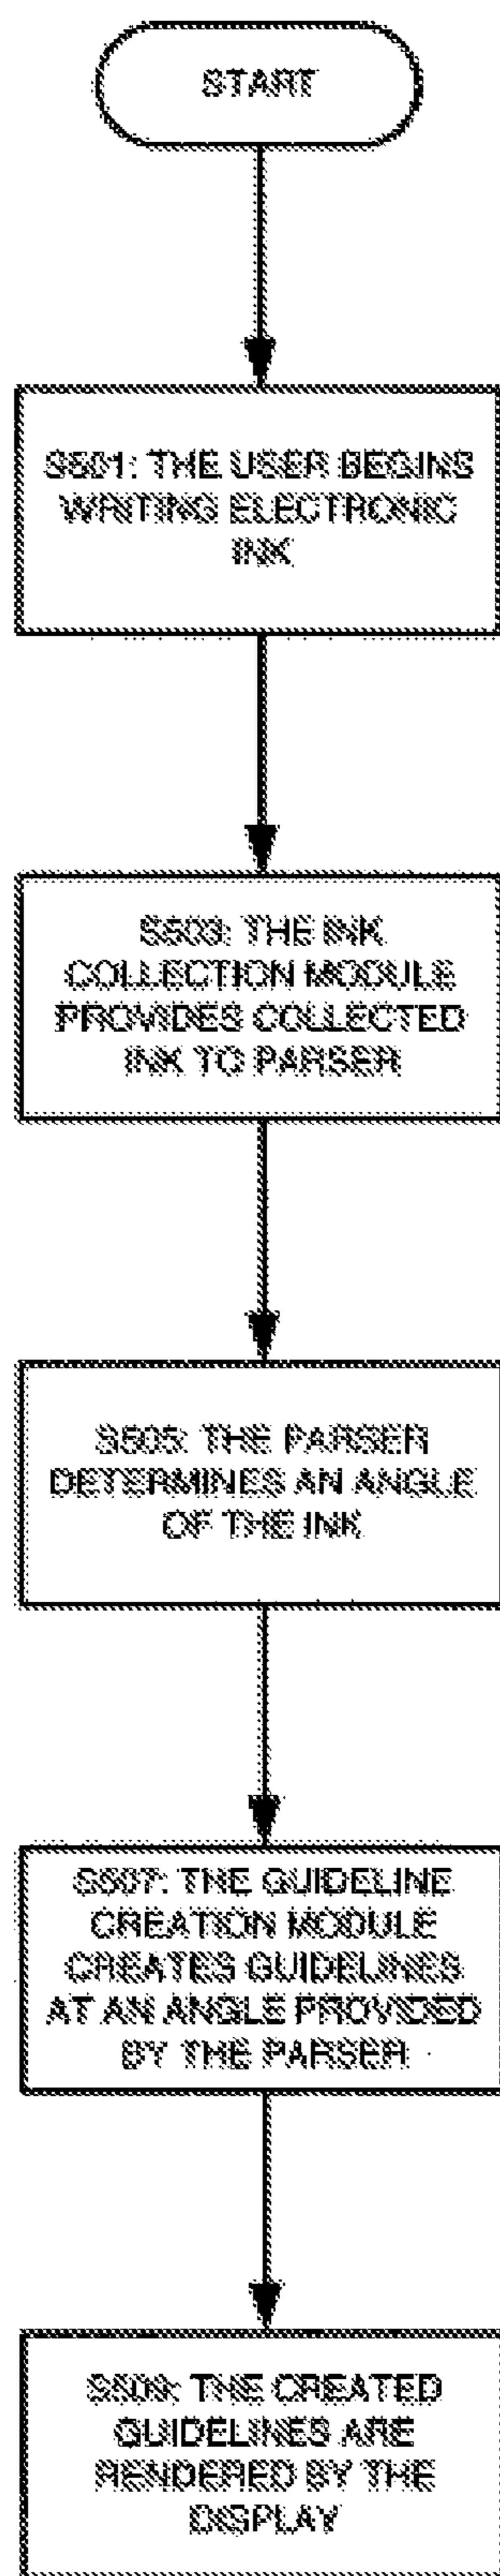 START
S501: THE USER BEGINS
WRITING ELECTRONIC
INK
S503: THE INK
COLLECTION MODULE
PROVIDES COLLECTED
INK TO PARSER
S505: THE PARSER
DETERMINES AN ANGLE
OF THE INK
S507: THE GUIDELINE
CREATION MODULE
CREATES GUIDELINES
AT AN ANGLE PROVIDED
BY THE PARSER
S509: THE CREATED
GUIDELINES ARE
RENDERED BY THE
DISPLAY